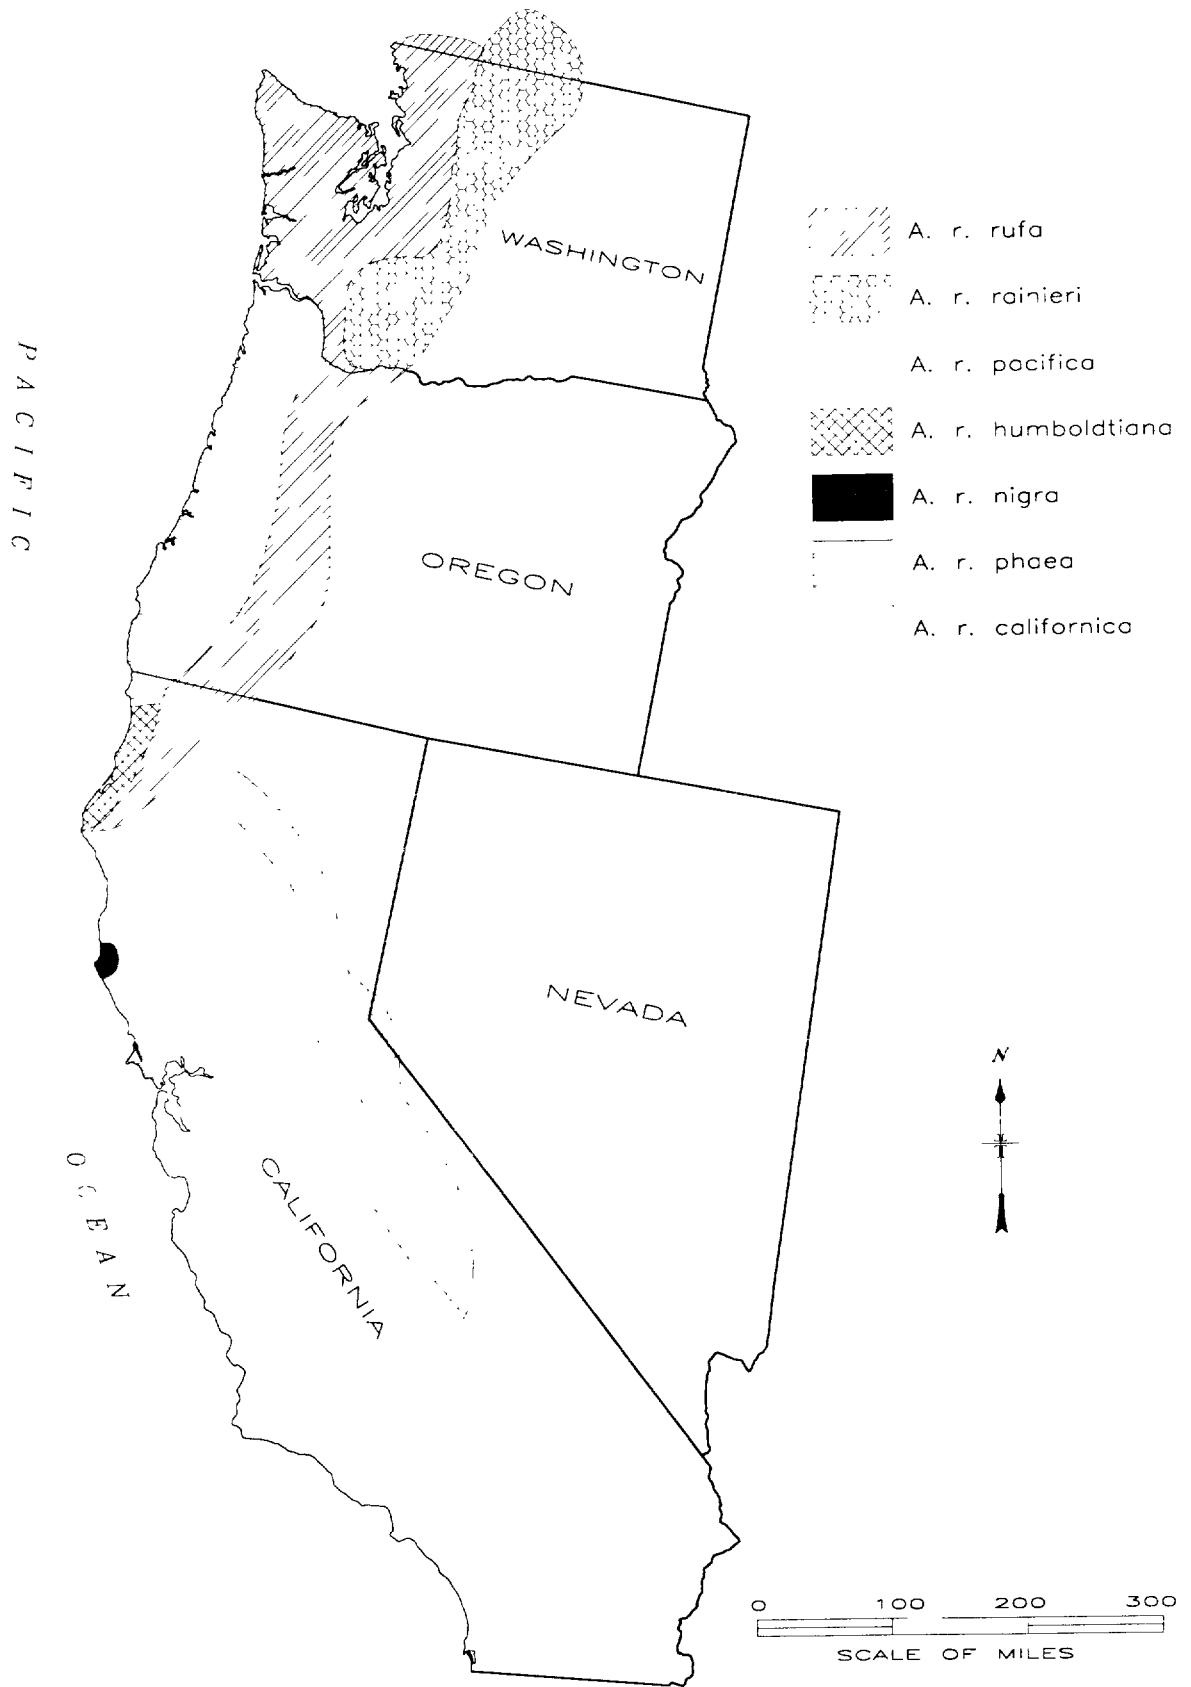 WASHINGTON
OREGON
NEVADA
CALIFORNIA
PACIFIC
OCEAN
A. r. rufa
A. r. rainieri
A. r. pacifica
A. r. humboldtiana
A. r. nigra
A. r. phaea
A. r. californica
N
0 100 200 300
SCALE OF MILES